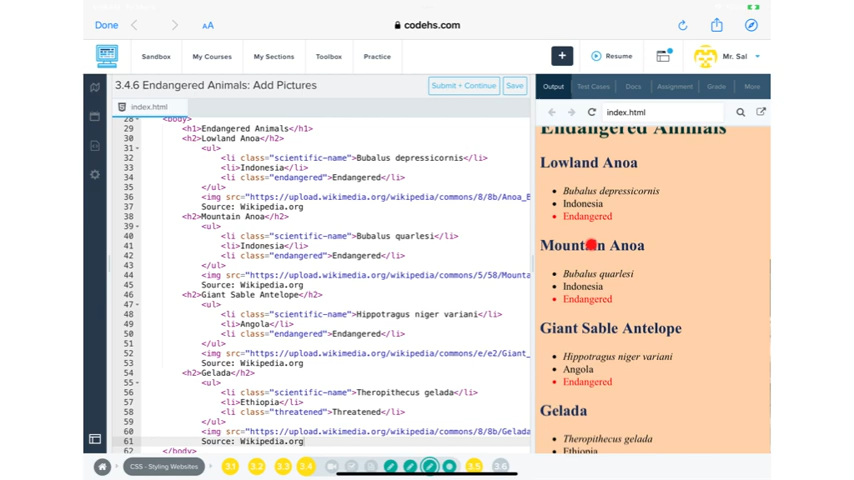 Done
AA
codehs.com
Sandbox
My Courses
My Sections
Toolbox
Practice
+
Resume
Mr. Sal
3.4.6 Endangered Animals: Add Pictures
Submit + Continue
Save
index.html
28 <body>
29 <h1>Endangered Animals</h1>
30 <h2>Lowland Anoa</h2>
31 <ul>
32 <li class="scientific-name">Bubalus depressicornis</li>
33 <li>Indonesia</li>
34 <li class="endangered">Endangered</li>
35 </ul>
36 <img src="https://upload.wikimedia.org/wikipedia/commons/8/8b/Anoa_B
37 Source: Wikipedia.org
38 <h2>Mountain Anoa</h2>
39 <ul>
40 <li class="scientific-name">Bubalus quarlesi</li>
41 <li>Indonesia</li>
42 <li class="endangered">Endangered</li>
43 </ul>
44 <img src="https://upload.wikimedia.org/wikipedia/commons/5/58/Mounta
45 Source: Wikipedia.org
46 <h2>Giant Sable Antelope</h2>
47 <ul>
48 <li class="scientific-name">Hippotragus niger variani</li>
49 <li>Angola</li>
50 <li class="endangered">Endangered</li>
51 </ul>
52 <img src="https://upload.wikimedia.org/wikipedia/commons/e/e2/Giant_
53 Source: Wikipedia.org
54 <h2>Gelada</h2>
55 <ul>
56 <li class="scientific-name">Theropithecus gelada</li>
57 <li>Ethiopia</li>
58 <li class="threatened">Threatened</li>
59 </ul>
60 <img src="https://upload.wikimedia.org/wikipedia/commons/8/8b/Gelada
61 Source: Wikipedia.org
62 </body>
Output
Test Cases
Docs
Assignment
Grade
More
index.html
Endangered Animals
Lowland Anoa
Bubalus depressicornis
Indonesia
Endangered
Mountain Anoa
Bubalus quarlesi
Indonesia
Endangered
Giant Sable Antelope
Hippotragus niger variani
Angola
Endangered
Gelada
Theropithecus gelada
Ethiopia
CSS - Styling Websites
3.1
3.2
3.3
3.4
3.5
3.6